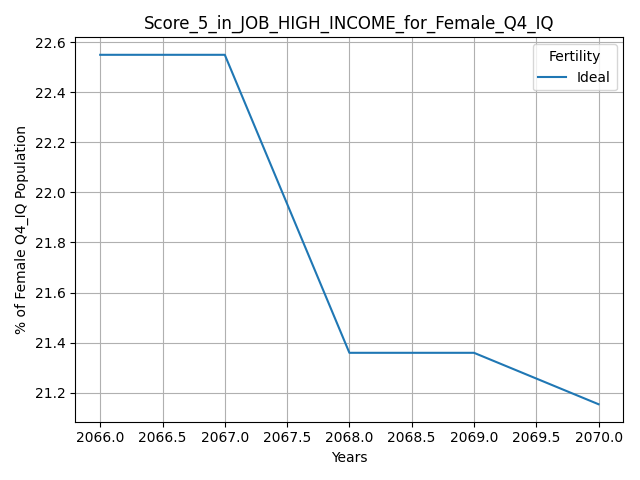 Score_5_in_JOB_HIGH_INCOME_for_Female_Q4_IQ
Fertility
Ideal
% of Female Q4_IQ Population
22.6
22.4
22.2
22.0
21.8
21.6
21.4
21.2
2066.0 2066.5 2067.0 2067.5 2068.0 2068.5 2069.0 2069.5 2070.0
Years